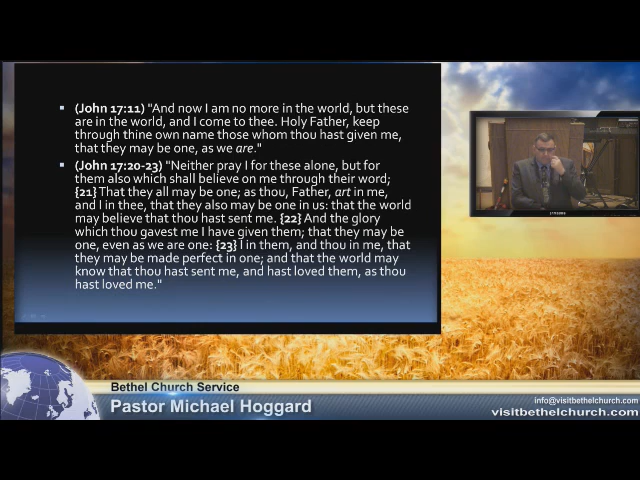 (John 17:11) "And now I am no more in the world, but these
are in the world, and I come to thee. Holy Father, keep
through thine own name those whom thou hast given me,
that they may be one, as we are."
(John 17:20-23) "Neither pray I for these alone, but for
them also which shall believe on me through their word;
{21} That they all may be one; as thou, Father, art in me,
and I in thee, that they also may be one in us: that the world
may believe that thou hast sent me. {22} And the glory
which thou gavest me I have given them; that they may be
one, even as we are one: {23} I in them, and thou in me, that
they may be made perfect in one; and that the world may
know that thou hast sent me, and hast loved them, as thou
hast loved me."
Bethel Church Service
Pastor Michael Hoggard
info@visitbethelchurch.com
visitbethelchurch.com